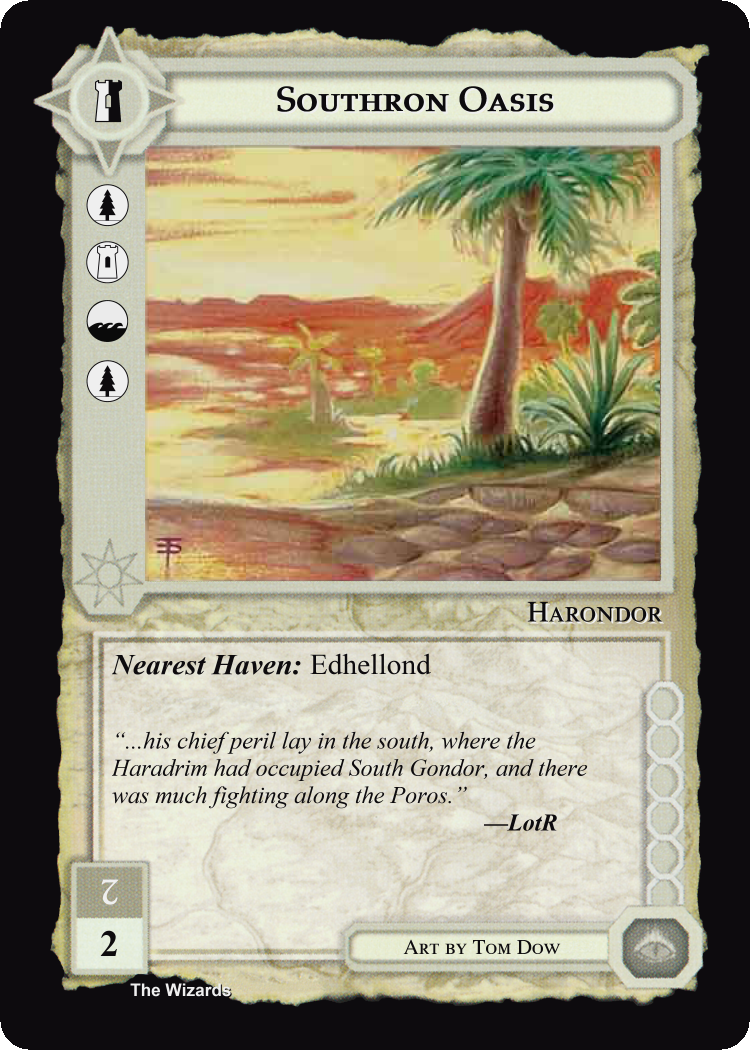 Southron Oasis
Harondor
Nearest Haven: Edhellond
“...his chief peril lay in the south, where the
Haradrim had occupied South Gondor, and there
was much fighting along the Poros.”
—LotR
2
2
Art by Tom Dow
The Wizards